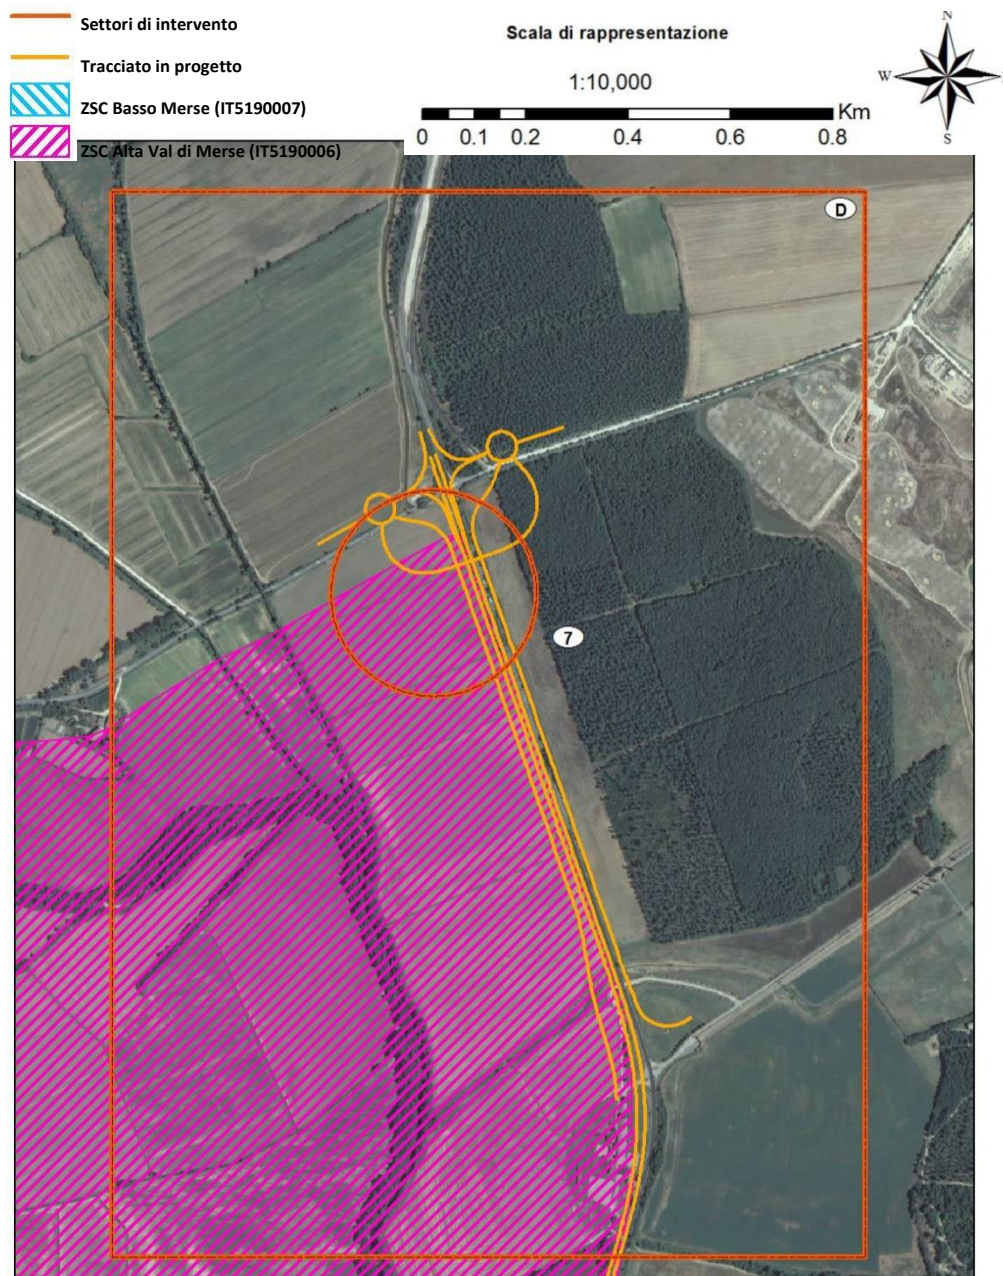 Settori di intervento
Tracciato in progetto
ZSC Basso Merse (IT5190007)
ZSC Alta Val di Merse (IT5190006)
Scala di rappresentazione
1:10,000
Km
0 0.1 0.2 0.4 0.6 0.8
N
W
S
D
7